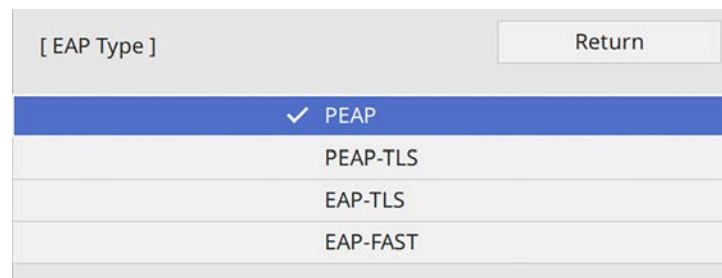 [ EAP Type ]
Return
PEAP
PEAP-TLS
EAP-TLS
EAP-FAST